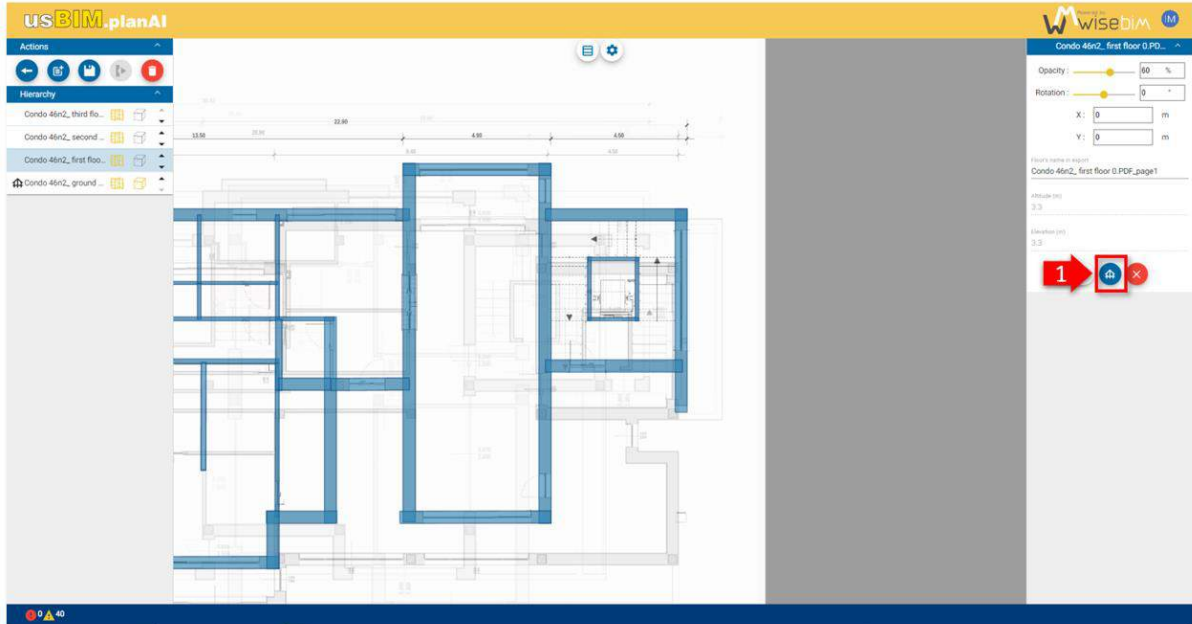 usBIM.planAI
Powered by
wisebim
IM
Actions
Condo 46n2_ first floor 0.PD...
Opacity :
60 %
Hierarchy
Rotation :
0 °
Condo 46n2_ third flo...
X : 0 m
Condo 46n2_ second ...
Y : 0 m
Condo 46n2_ first floo...
Floor's name in export
Condo 46n2_ first floor 0.PDF_page1
Condo 46n2_ ground ...
Altitude (m)
3.3
Elevation (m)
3.3
1
22.90
13.50
4.90
4.50
0 40